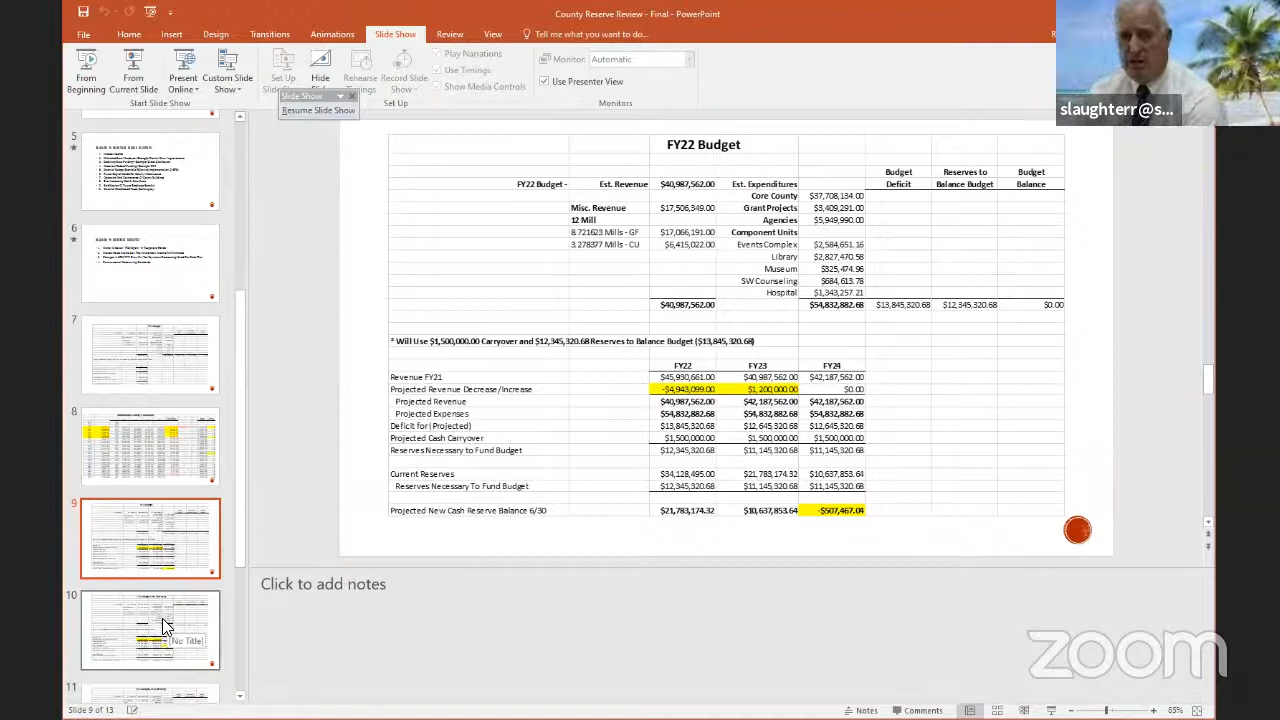 County Reserve Review - Final - PowerPoint
File Home Insert Design Transitions Animations Slide Show Review View Tell me what you want to do...
From Beginning
From Current Slide
Present Online
Custom Slide Show
Set Up
Hide
Rehearse Timings
Record Slide Show
Play Narrations
Use Timings
Show Media Controls
Monitor: Automatic
Use Presenter View
Start Slide Show
Set Up
Monitors
Slide Show
Resume Slide Show
slaughterr@s...
5
6
7
8
9
10
No Title
11
FY22 Budget
Budget Reserves to Budget
FY22 Budget - Est. Revenue $40,987,562.00 Est. Expenditures Deficit Balance Budget Balance
Core County $37,708,134.00
Misc. Revenue $17,506,349.00 Grant Projects $3,409,291.00
12 Mill Agencies $5,949,990.00
8.721623 Mills - GF $17,066,191.00 Component Units
3.278377 Mills - CU $6,415,022.00 Events Complex $2,584,651.16
Library $2,827,470.58
Museum $325,474.96
SW Counseling $684,613.78
Hospital $1,343,257.21
$40,987,562.00 $54,832,882.68 $13,845,320.68 $12,345,320.68 $0.00
* Will Use $1,500,000.00 Carryover and $12,345,320.68 Reserves to Balance Budget ($13,845,320.68)
FY22 FY23 FY24
Revenue FY21 $45,930,661.00 $40,987,562.00 $42,187,562.00
Projected Revenue Decrease/Increase -$4,943,099.00 $1,200,000.00 $0.00
Projected Revenue $40,987,562.00 $42,187,562.00 $42,187,562.00
Projected Expenses $54,832,882.68 $54,832,882.68 $54,832,882.68
Deficit for (Projected) $13,845,320.68 $12,645,320.68 $12,645,320.68
Projected Cash Carryover $1,500,000.00 $1,500,000.00 $1,500,000.00
Reserves Necessary to Fund Budget $12,345,320.68 $11,145,320.68 $11,145,320.68
Current Reserves $34,128,495.00 $21,783,174.32 $10,637,853.64
Reserves Necessary To Fund Budget $12,345,320.68 $11,145,320.68 $11,145,320.68
Projected New Cash Reserve Balance 6/30 $21,783,174.32 $10,637,853.64 -$507,467.04
Click to add notes
zoom
Slide 9 of 13
Notes Comments 85%